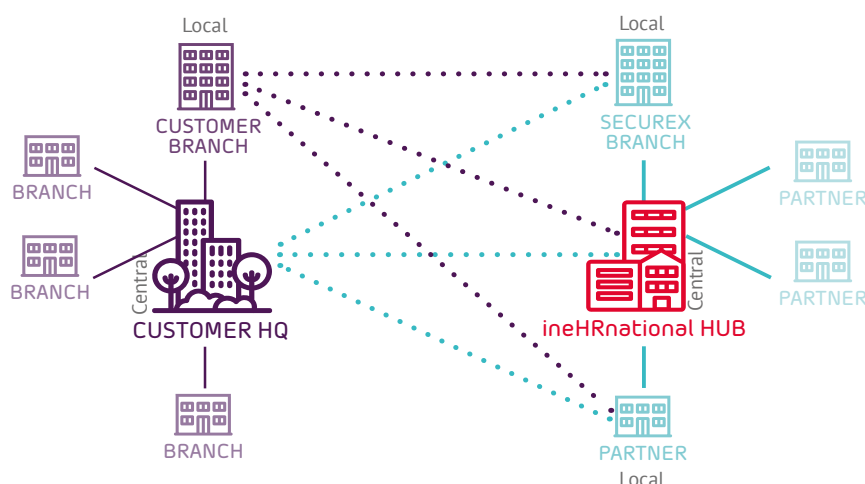 Local
Local
CUSTOMER
BRANCH
SECUREX
BRANCH
BRANCH
PARTNER
BRANCH
PARTNER
Central
Central
CUSTOMER HQ
ineHRnational HUB
BRANCH
PARTNER
Local